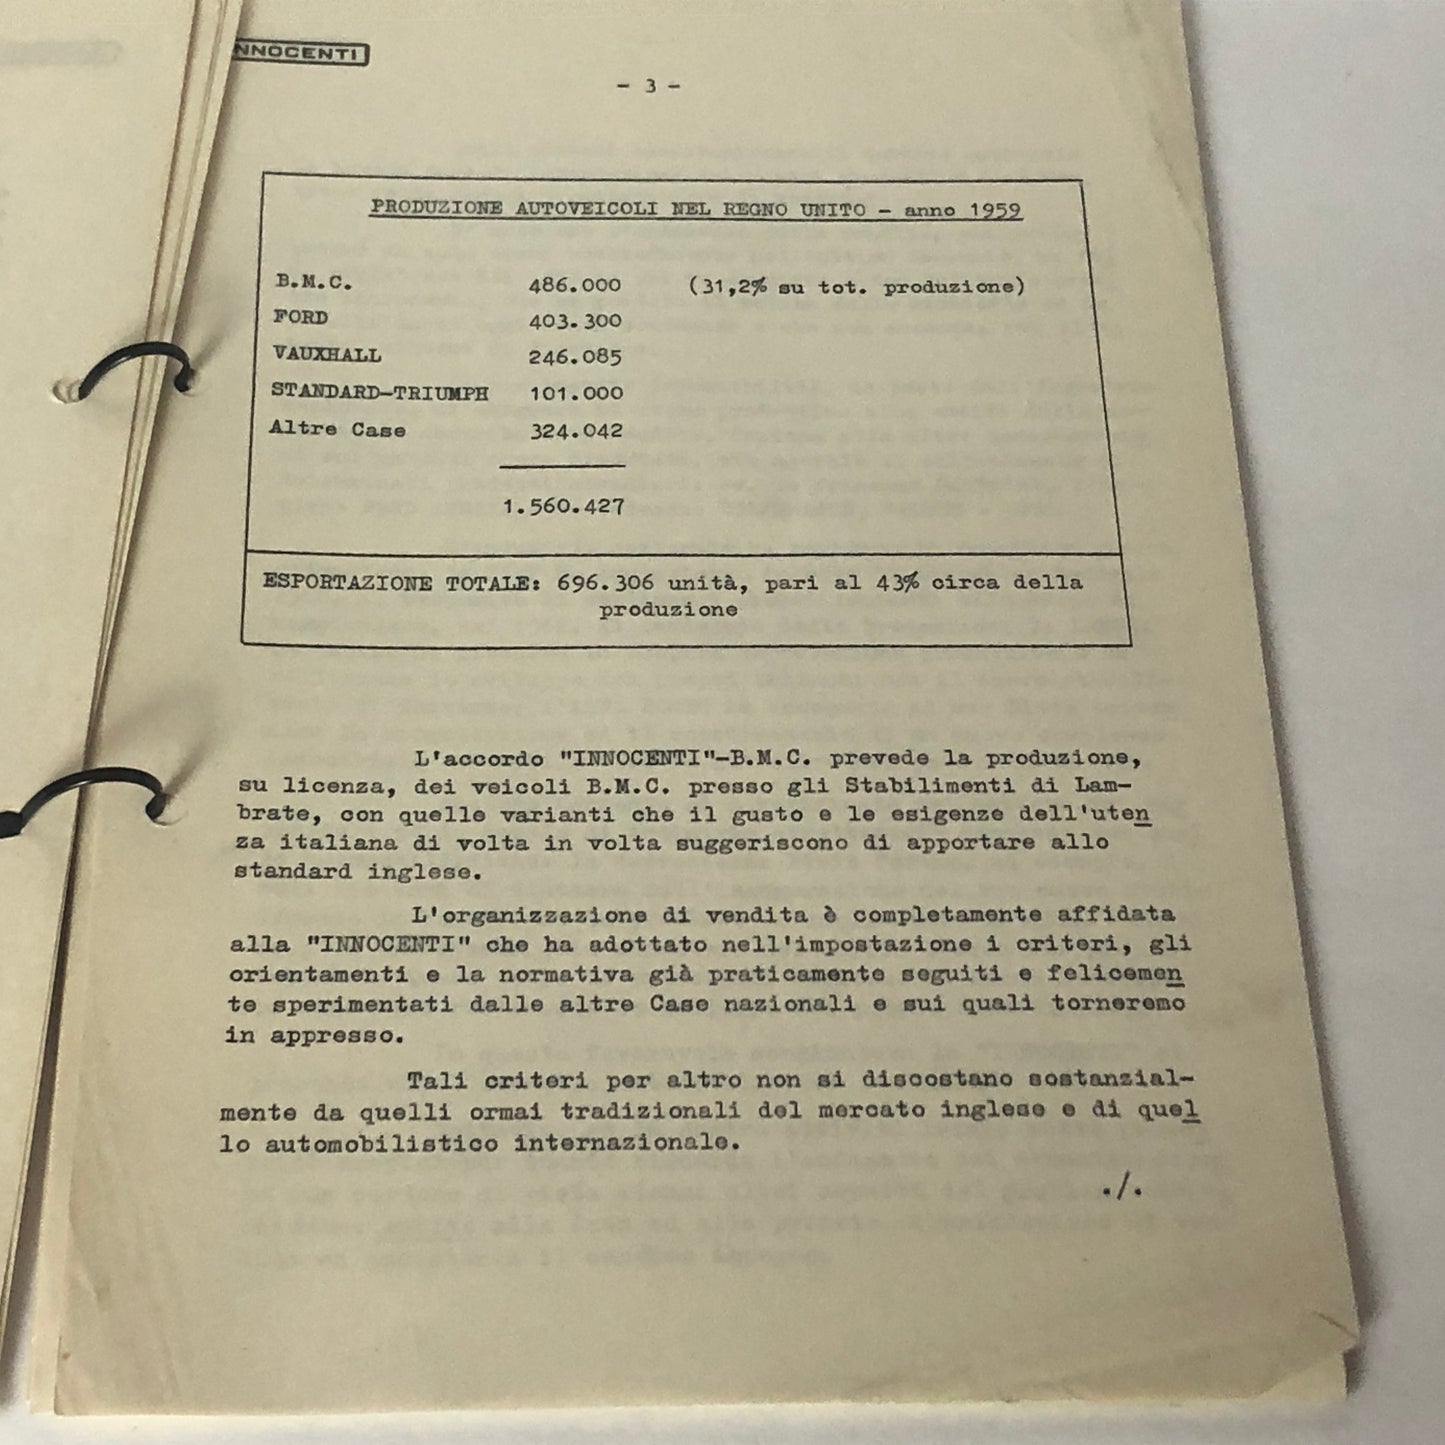 NNOCENTI
- 3 -
PRODUZIONE AUTOVEICOLI NEL REGNO UNITO - anno 1959
B.M.C. 486.000 (31,2% su tot. produzione)
FORD 403.300
VAUXHALL 246.085
STANDARD-TRIUMPH 101.000
Altre Case 324.042
1.560.427
ESPORTAZIONE TOTALE: 696.306 unità, pari al 43% circa della
produzione
L'accordo "INNOCENTI"-B.M.C. prevede la produzione,
su licenza, dei veicoli B.M.C. presso gli Stabilimenti di Lam-
brate, con quelle varianti che il gusto e le esigenze dell'uten
za italiana di volta in volta suggeriscono di apportare allo
standard inglese.
L'organizzazione di vendita è completamente affidata
alla "INNOCENTI" che ha adottato nell'impostazione i criteri, gli
orientamenti e la normativa già praticamente seguiti e felicemen
te sperimentati dalle altre Case nazionali e sui quali torneremo
in appresso.
Tali criteri per altro non si discostano sostanzial-
mente da quelli ormai tradizionali del mercato inglese e di quel
lo automobilistico internazionale.
./.